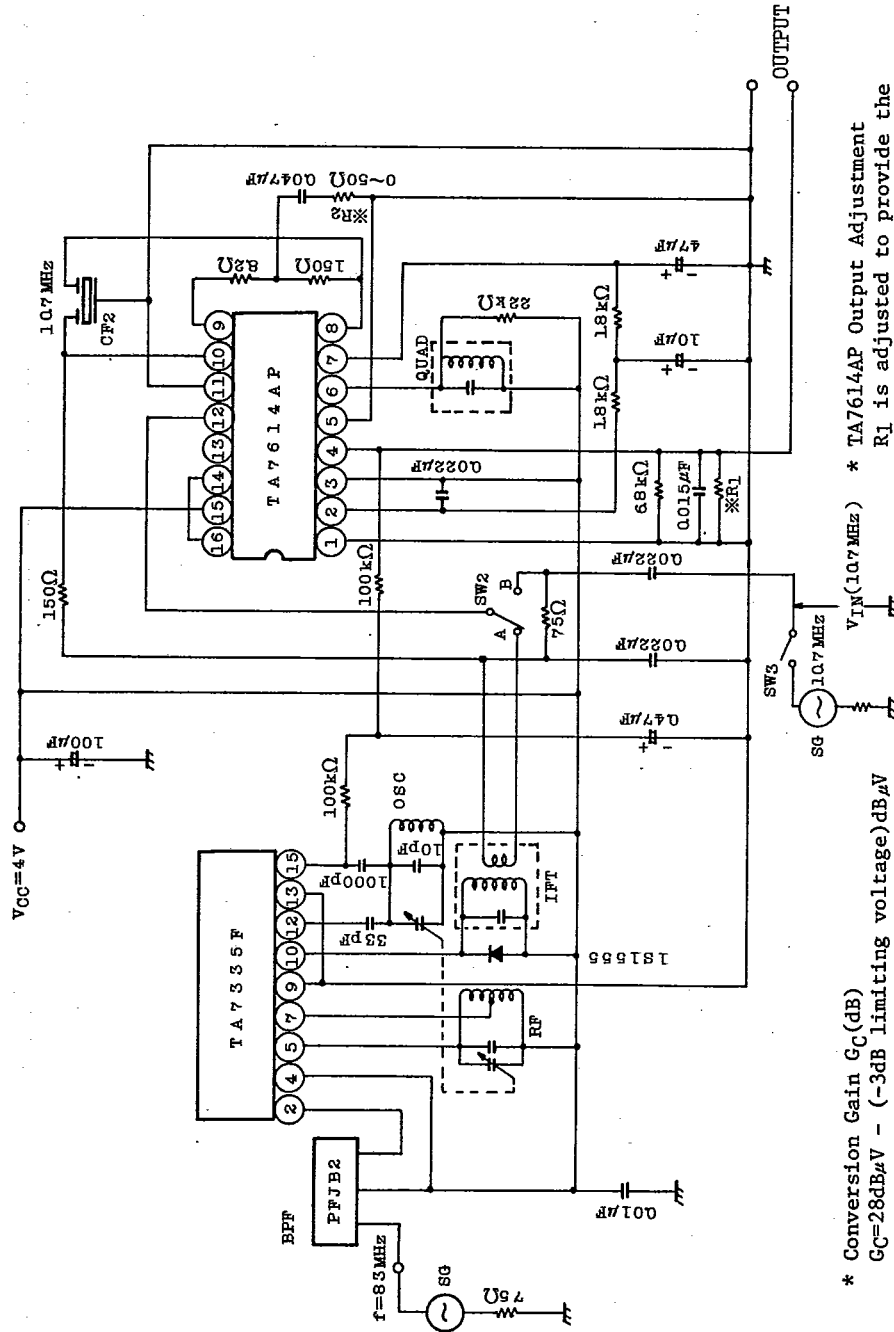 VCC=4V
100µF
+
-
TA7335F
2
4
5
7
9
10
12
13
15
BPF
PFJB2
f=83MHz
SG
75Ω
0.01µF
RF
1S1555
33pF
1000pF
10pF
OSC
IFT
100kΩ
0.47µF
+
-
150Ω
100kΩ
SW2
A
B
75Ω
0.022µF
0.022µF
SW3
SG
10.7MHz
VIN(10.7MHz)
TA7614AP
16
15
14
13
12
11
10
9
1
2
3
4
5
6
7
8
10.7MHz
CF2
82Ω
150Ω
0.047µF
0~50Ω
※R2
0.022µF
QUAD
22kΩ
1.8kΩ
1.8kΩ
10µF
+
-
47µF
+
-
68kΩ
0.015µF
※R1
OUTPUT
* Conversion Gain GC(dB)
GC=28dBµV - (-3dB limiting voltage)dBµV
* TA7614AP Output Adjustment
R1 is adjusted to provide the